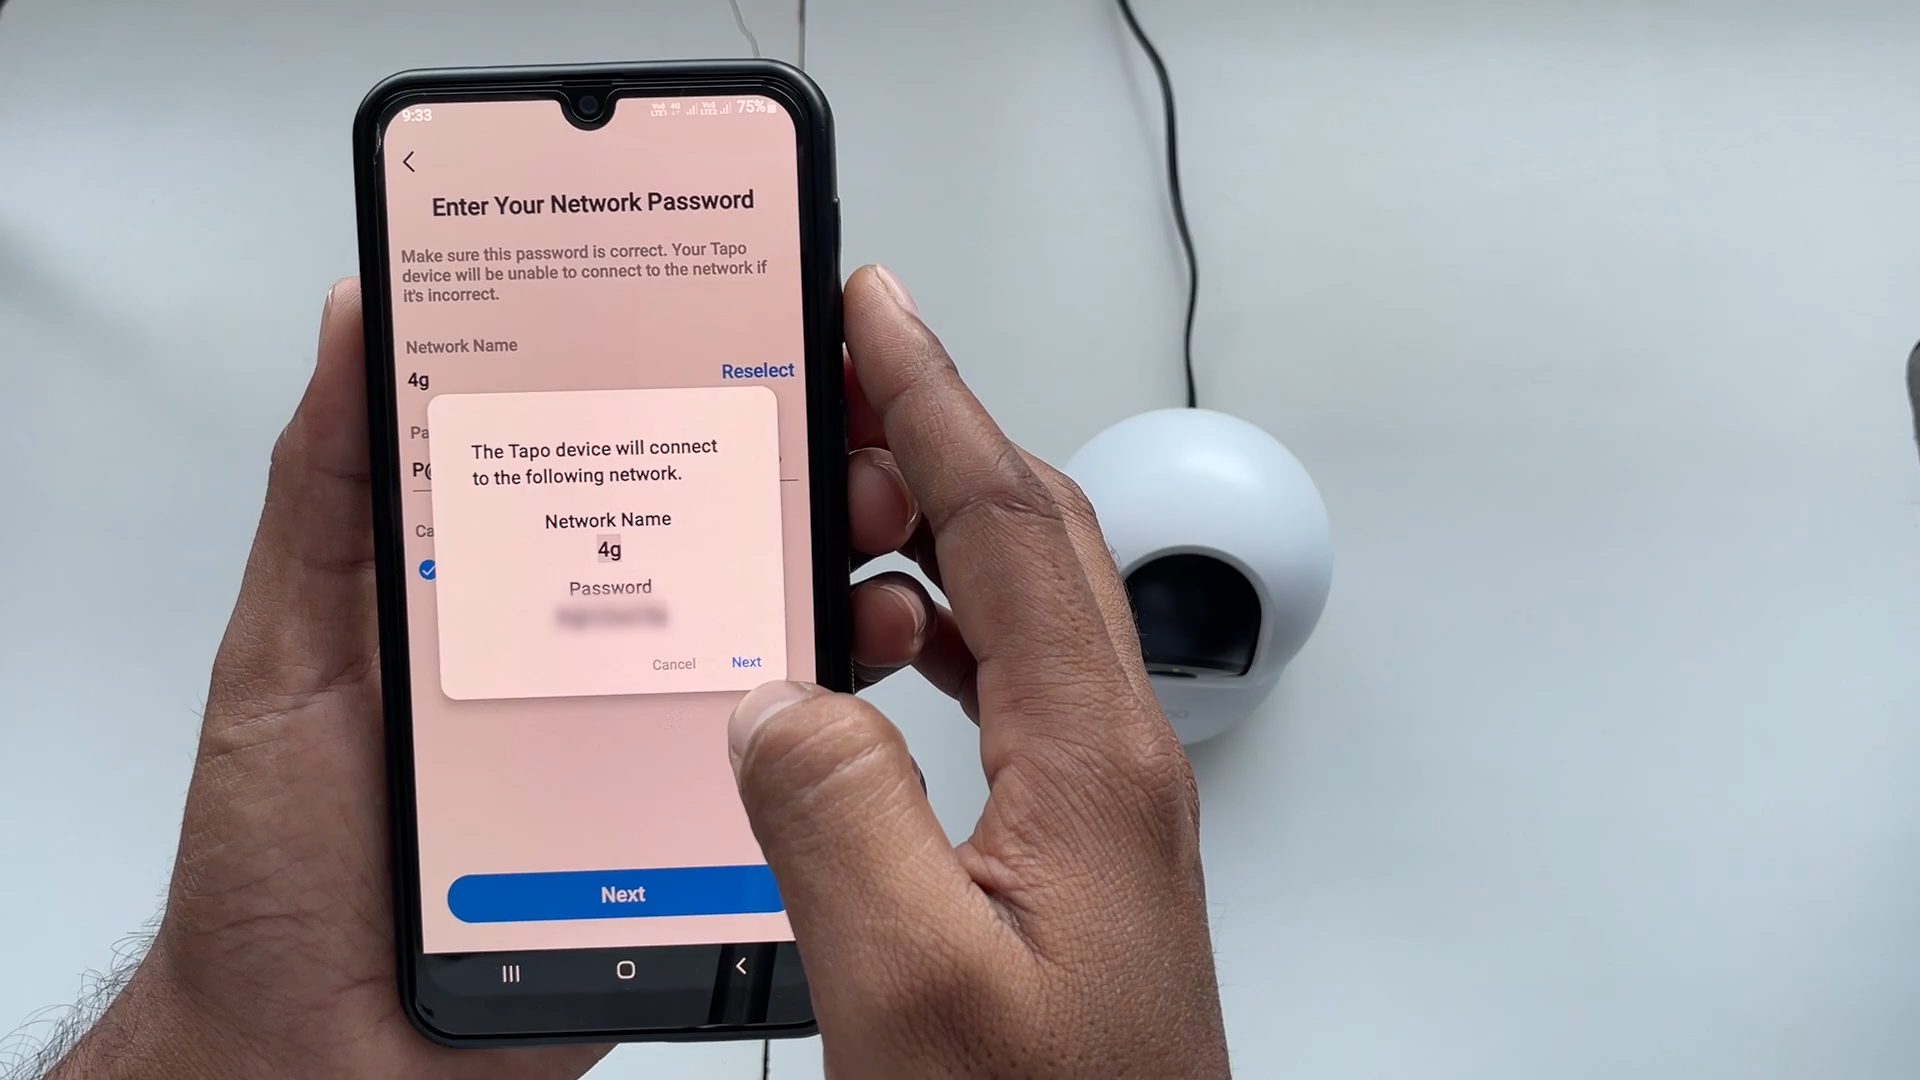 9:33
75%
Enter Your Network Password
Make sure this password is correct. Your Tapo
device will be unable to connect to the network if
it's incorrect.
Network Name
4g
Reselect
Pa
P@
Ca
The Tapo device will connect
to the following network.
Network Name
4g
Password
Cancel
Next
Next